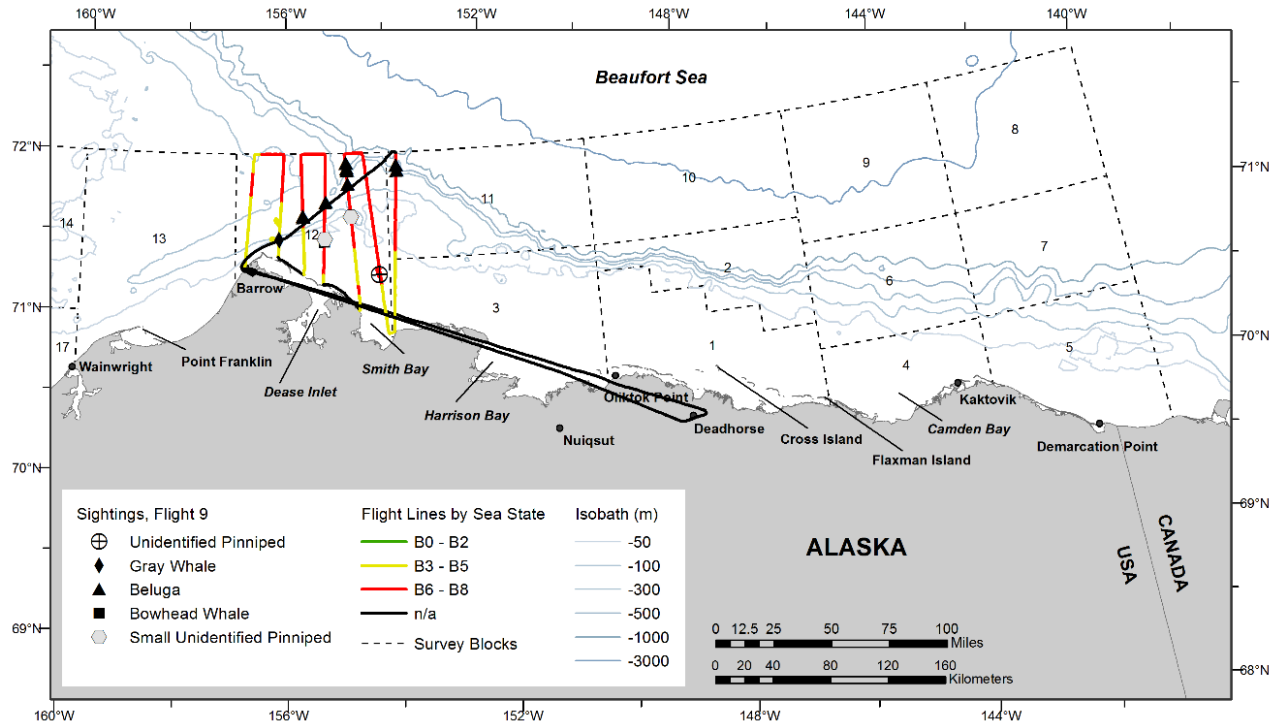 160°W 156°W 152°W 148°W 144°W 140°W
Beaufort Sea
8
72°N
71°N
9
10
11
14
13
12
7
2
6
Barrow
71°N
3
70°N
17
Wainwright
Point Franklin
1
5
4
Dease Inlet
Smith Bay
Harrison Bay
Oliktok Point
Kaktovik
Deadhorse
Camden Bay
Nuiqsut
Cross Island
Demarcation Point
Flaxman Island
70°N
69°N
Sightings, Flight 9
Unidentified Pinniped
Gray Whale
Beluga
Bowhead Whale
Small Unidentified Pinniped
Flight Lines by Sea State
B0 - B2
B3 - B5
B6 - B8
n/a
Survey Blocks
Isobath (m)
-50
-100
-300
-500
-1000
-3000
ALASKA
CANADA
USA
69°N
0 12.5 25 50 75 100
Miles
0 20 40 80 120 160
Kilometers
68°N
160°W 156°W 152°W 148°W 144°W